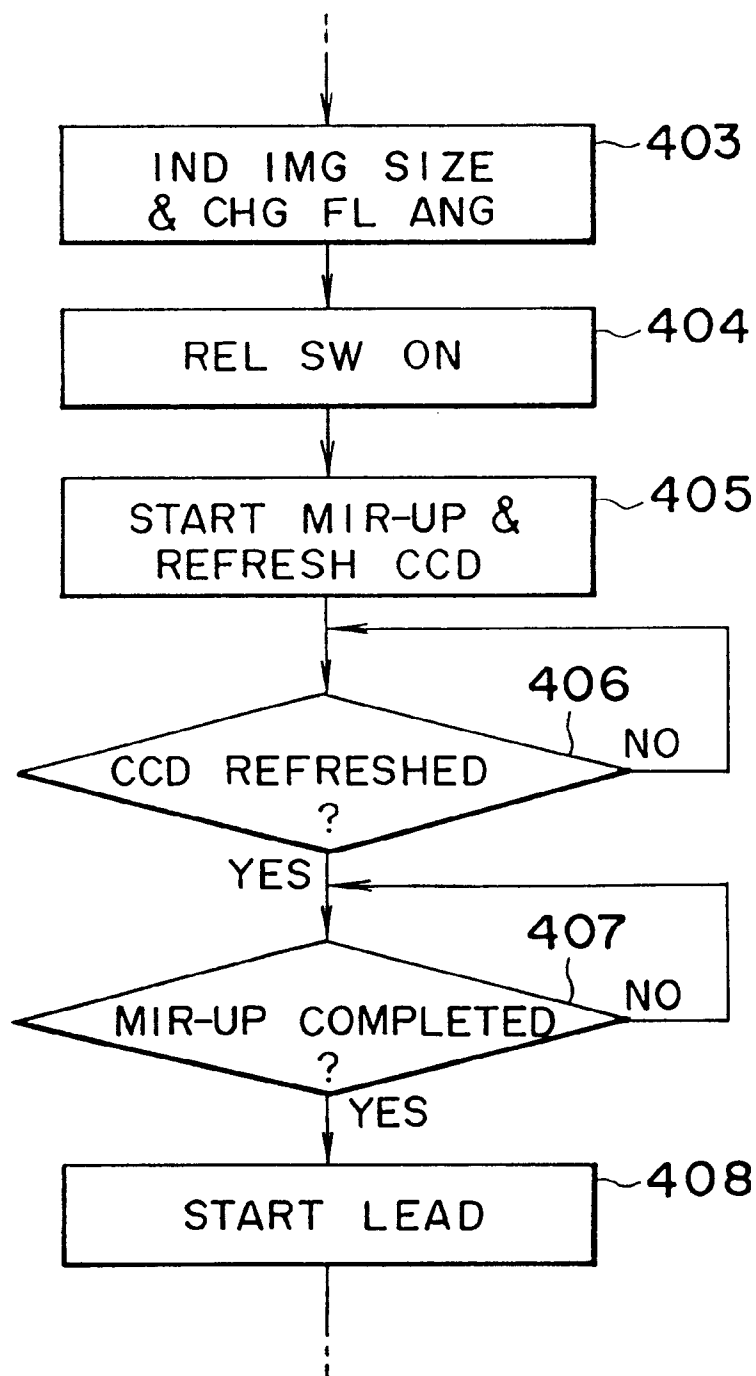 403
IND IMG SIZE
& CHG FL ANG
404
REL SW ON
405
START MIR-UP &
REFRESH CCD
406
CCD REFRESHED
?
NO
YES
407
MIR-UP COMPLETED
?
NO
YES
408
START LEAD